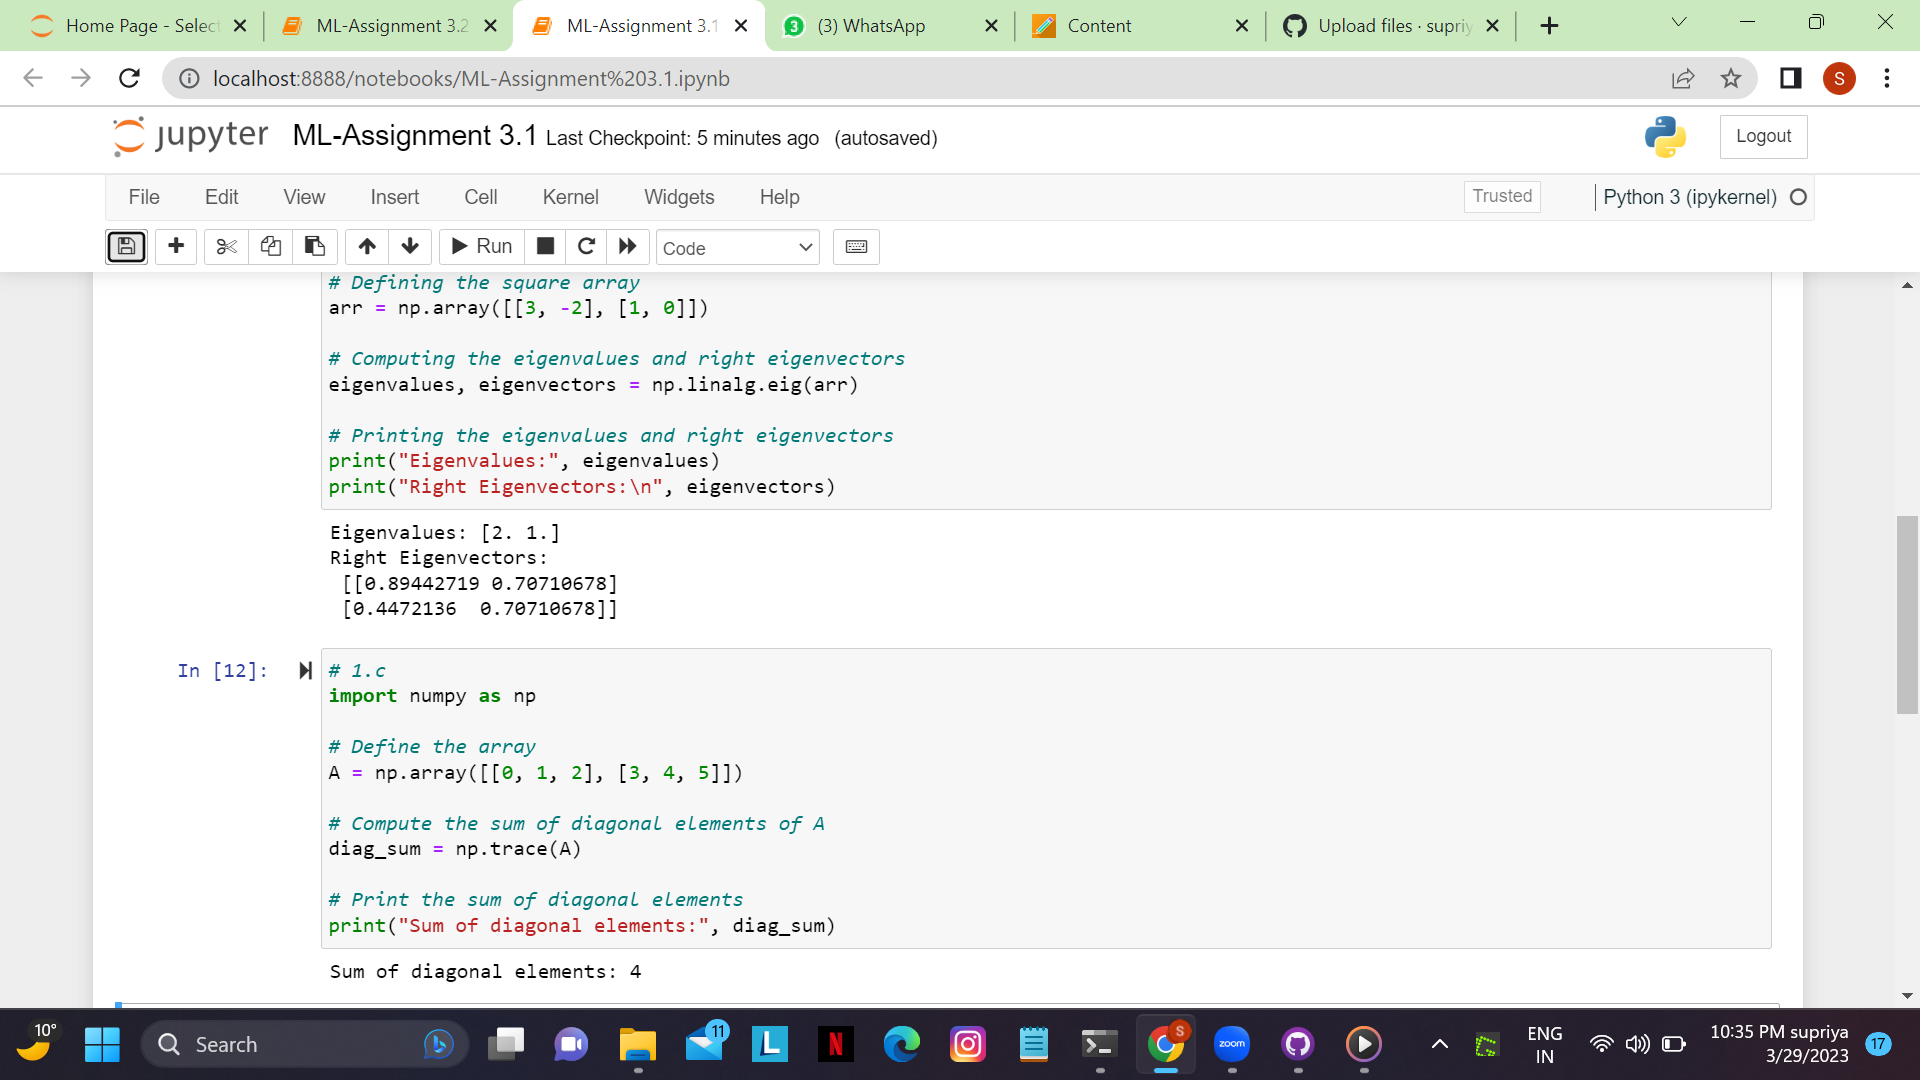 Home Page - Select
ML-Assignment 3.2
ML-Assignment 3.1
3
(3) WhatsApp
Content
Upload files · supriy
localhost:8888/notebooks/ML-Assignment%203.1.ipynb
S
jupyter ML-Assignment 3.1 Last Checkpoint: 5 minutes ago (autosaved)
Logout
File Edit View Insert Cell Kernel Widgets Help
Trusted
Python 3 (ipykernel)
Run
Code
# Defining the square array
arr = np.array([[3, -2], [1, 0]])
# Computing the eigenvalues and right eigenvectors
eigenvalues, eigenvectors = np.linalg.eig(arr)
# Printing the eigenvalues and right eigenvectors
print("Eigenvalues:", eigenvalues)
print("Right Eigenvectors:\n", eigenvectors)
Eigenvalues: [2. 1.]
Right Eigenvectors:
[[0.89442719 0.70710678]
[0.4472136  0.70710678]]
In [12]:
# 1.c
import numpy as np
# Define the array
A = np.array([[0, 1, 2], [3, 4, 5]])
# Compute the sum of diagonal elements of A
diag_sum = np.trace(A)
# Print the sum of diagonal elements
print("Sum of diagonal elements:", diag_sum)
Sum of diagonal elements: 4
10°
Search
11
L
N
S
zoom
ENG
IN
10:35 PM supriya
3/29/2023
17